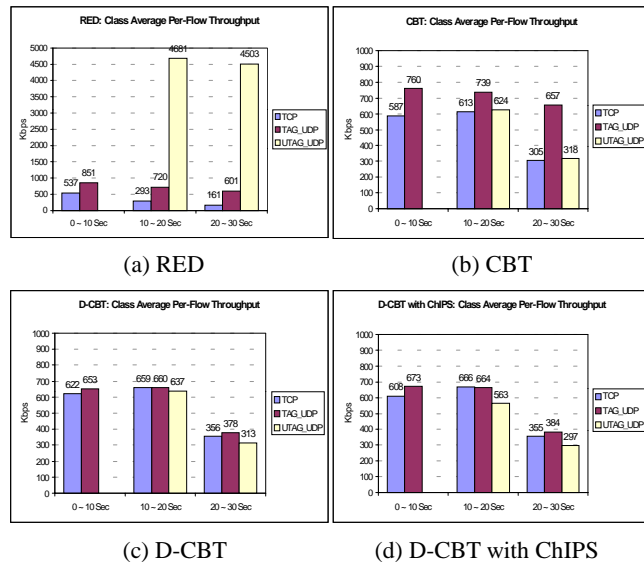 RED: Class Average Per-Flow Throughput
5000
4500
4000
3500
3000
2500
2000
1500
1000
500
0
Kbps
537
851
293
720
4681
161
601
4503
0 ~ 10 Sec
10 ~ 20 Sec
20 ~ 30 Sec
TCP
TAG_UDP
UTAG_UDP
(a) RED
CBT: Class Average Per-Flow Throughput
1000
900
800
700
600
500
400
300
200
100
0
Kbps
587
760
613
739
624
305
657
318
0 ~ 10 Sec
10 ~ 20 Sec
20 ~ 30 Sec
TCP
TAG_UDP
UTAG_UDP
(b) CBT
D-CBT: Class Average Per-Flow Throughput
1000
900
800
700
600
500
400
300
200
100
0
Kbps
622
653
659
660
637
356
378
313
0 ~ 10 Sec
10 ~ 20 Sec
20 ~ 30 Sec
TCP
TAG_UDP
UTAG_UDP
(c) D-CBT
D-CBT with ChIPS: Class Average Per-Flow Throughput
1000
900
800
700
600
500
400
300
200
100
0
Kbps
608
673
666
664
563
355
384
297
0 ~ 10 Sec
10 ~ 20 Sec
20 ~ 30 Sec
TCP
TAG_UDP
UTAG_UDP
(d) D-CBT with ChIPS